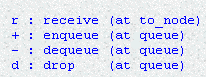 r : receive (at to_node)
+ : enqueue (at queue)
- : dequeue (at queue)
d : drop (at queue)